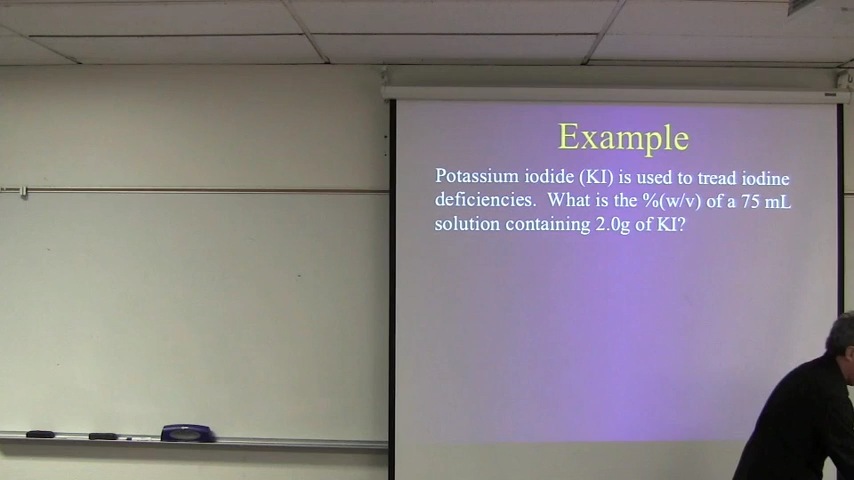 Example
Potassium iodide (KI) is used to tread iodine
deficiencies. What is the %(w/v) of a 75 mL
solution containing 2.0g of KI?